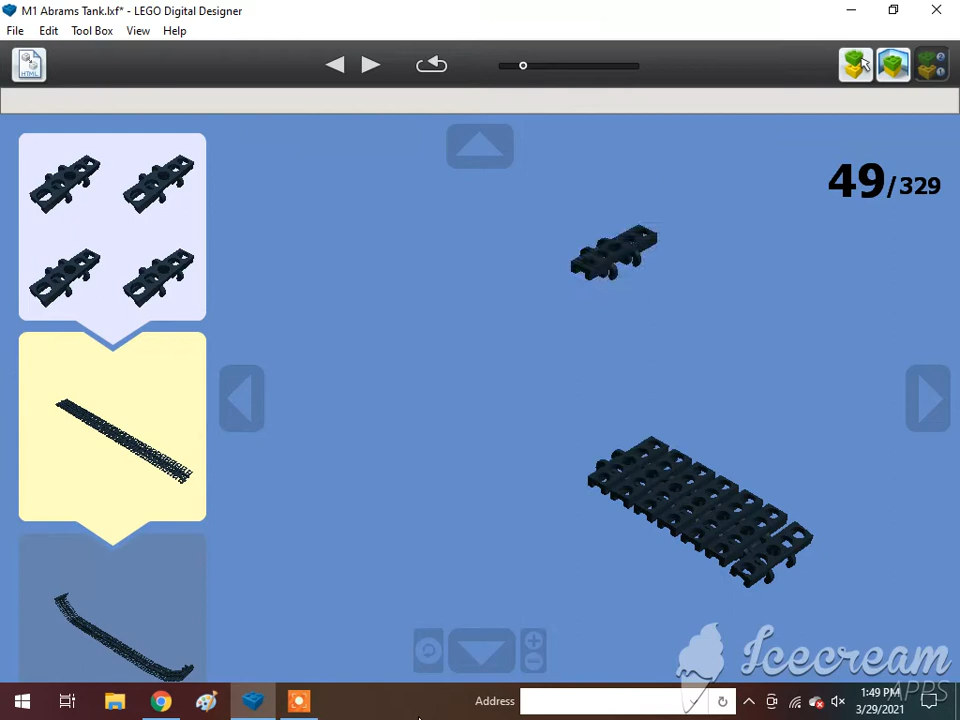 M1 Abrams Tank.lxf* - LEGO Digital Designer
File Edit Tool Box View Help
HTML
49/329
Icecream
APPS
Address
1:49 PM
3/29/2021